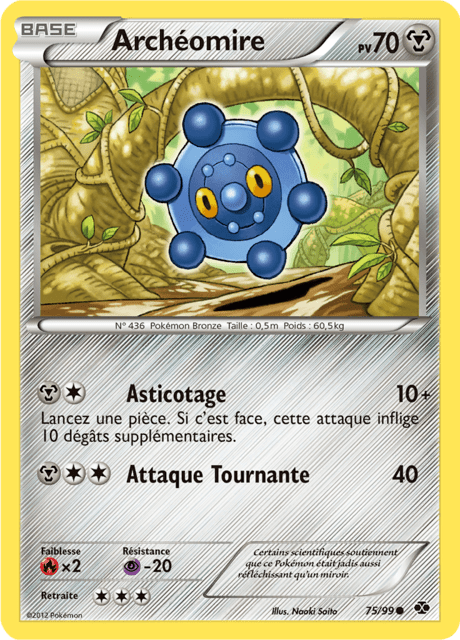 BASE Archéomire PV70
Nº 436 Pokémon Bronze Taille : 0,5m Poids : 60,5kg
Asticotage 10+
Lancez une pièce. Si c'est face, cette attaque inflige
10 dégâts supplémentaires.
Attaque Tournante 40
Faiblesse Résistance
×2 -20
Retraite
Certains scientifiques soutiennent
que ce Pokémon était jadis aussi
réfléchissant qu'un miroir.
©2012 Pokémon Illus. Naoki Saito 75/99